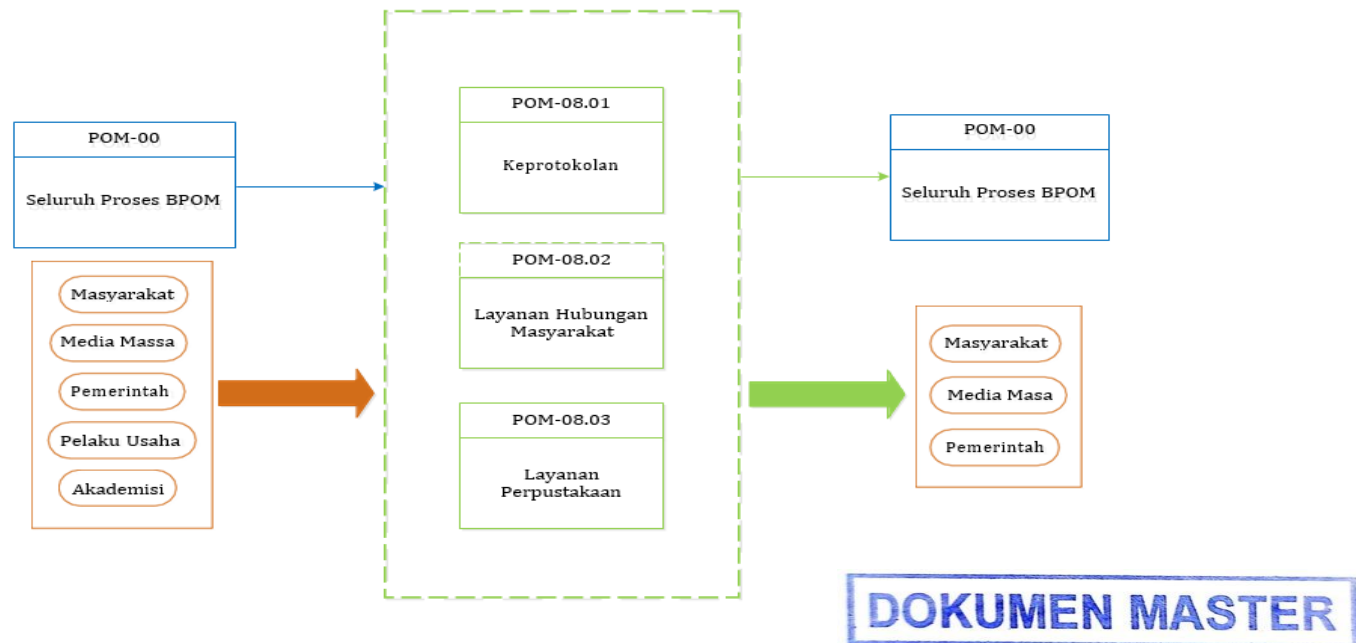 POM-00
Seluruh Proses BPOM
Masyarakat
Media Massa
Pemerintah
Pelaku Usaha
Akademisi
POM-08.01
Keprotokolan
POM-08.02
Layanan Hubungan
Masyarakat
POM-08.03
Layanan
Perpustakaan
POM-00
Seluruh Proses BPOM
Masyarakat
Media Masa
Pemerintah
DOKUMEN MASTER